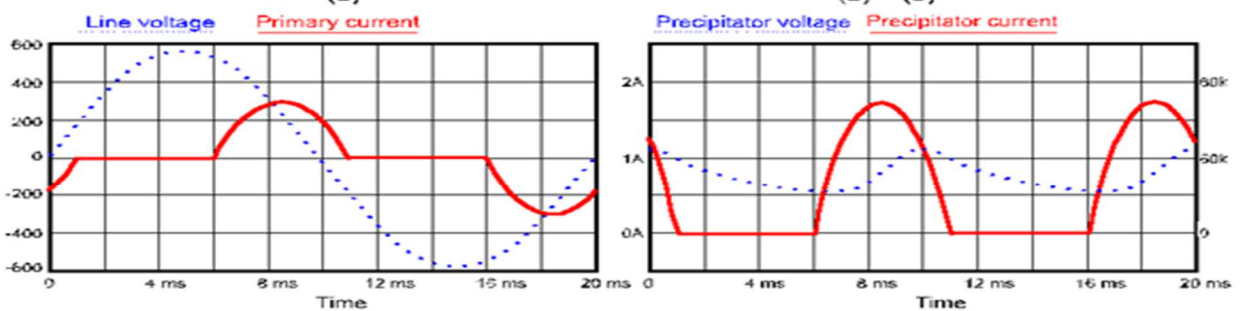 Line voltage Primary current
600
400
200
0
-200
-400
-600
0 4 ms 8 ms 12 ms 16 ms 20 ms
Time
Precipitator voltage Precipitator current
2A
1A
0A
60k
0
0 4 ms 8 ms 12 ms 16 ms 20 ms
Time